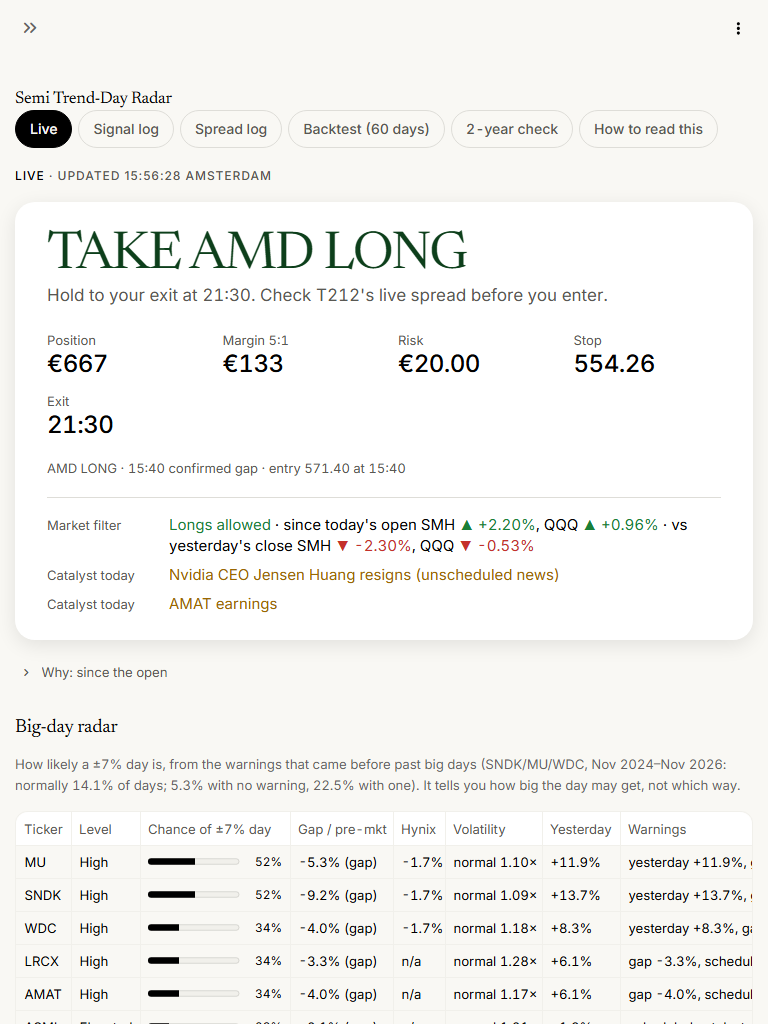 Semi Trend-Day Radar
Live Signal log Spread log Backtest (60 days) 2-year check How to read this
LIVE · UPDATED 15:56:28 AMSTERDAM
TAKE AMD LONG
Hold to your exit at 21:30. Check T212's live spread before you enter.
Position Margin 5:1 Risk Stop
€667 €133 €20.00 554.26
Exit
21:30
AMD LONG · 15:40 confirmed gap · entry 571.40 at 15:40
Market filter Longs allowed · since today's open SMH ▲ +2.20%, QQQ ▲ +0.96% · vs
yesterday's close SMH ▼ -2.30%, QQQ ▼ -0.53%
Catalyst today Nvidia CEO Jensen Huang resigns (unscheduled news)
Catalyst today AMAT earnings
Why: since the open
Big-day radar
How likely a ±7% day is, from the warnings that came before past big days (SNDK/MU/WDC, Nov 2024–Nov 2026:
normally 14.1% of days; 5.3% with no warning, 22.5% with one). It tells you how big the day may get, not which way.
Ticker Level Chance of ±7% day Gap / pre-mkt Hynix Volatility Yesterday Warnings
MU High 52% -5.3% (gap) -1.7% normal 1.10× +11.9% yesterday +11.9%,
SNDK High 52% -9.2% (gap) -1.7% normal 1.09× +13.7% yesterday +13.7%,
WDC High 34% -4.0% (gap) -1.7% normal 1.18× +8.3% yesterday +8.3%,
LRCX High 34% -3.3% (gap) n/a normal 1.28× +6.1% gap -3.3%,
AMAT High 34% -4.0% (gap) n/a normal 1.17× +6.1% gap -4.0%,